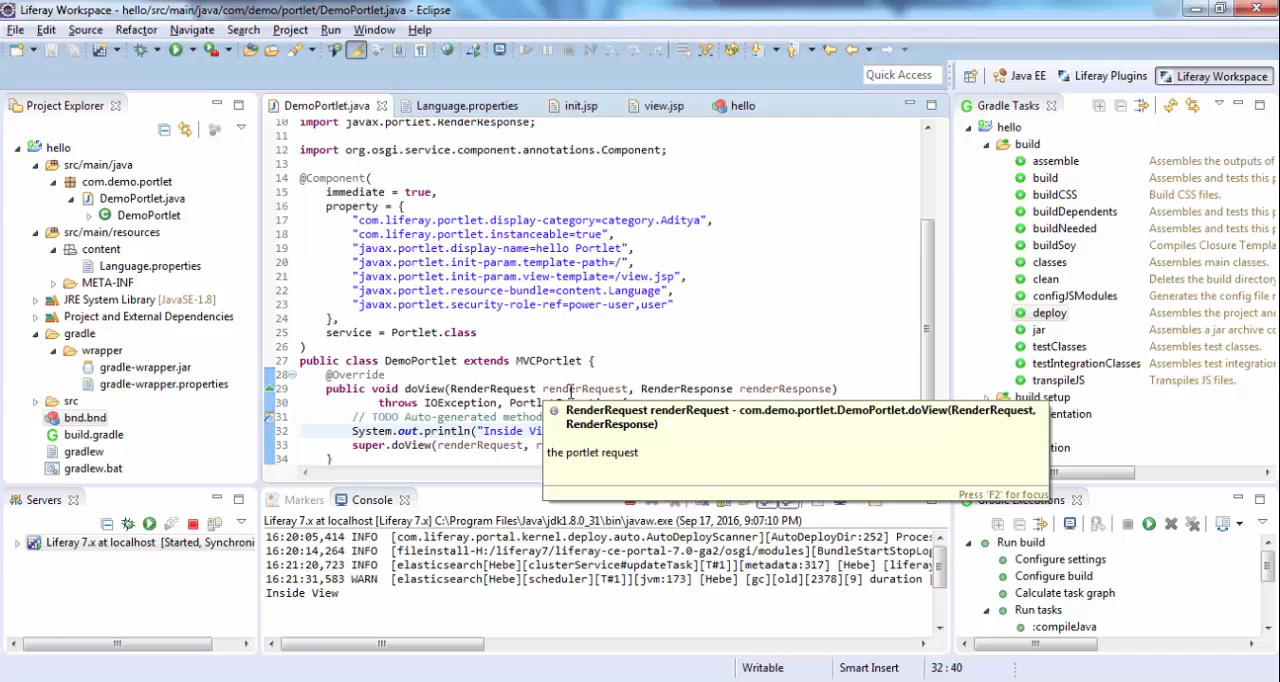 Liferay Workspace - hello/src/main/java/com/demo/portlet/DemoPortlet.java - Eclipse
File Edit Source Refactor Navigate Search Project Run Window Help
Quick Access
Java EE
Liferay Plugins
Liferay Workspace
Project Explorer
hello
src/main/java
com.demo.portlet
DemoPortlet.java
DemoPortlet
src/main/resources
content
Language.properties
META-INF
JRE System Library [JavaSE-1.8]
Project and External Dependencies
gradle
wrapper
gradle-wrapper.jar
gradle-wrapper.properties
src
bnd.bnd
build.gradle
gradlew
gradlew.bat
DemoPortlet.java
Language.properties
init.jsp
view.jsp
hello
10 import javax.portlet.RenderResponse;
11
12 import org.osgi.service.component.annotations.Component;
13
14 @Component(
15 immediate = true,
16 property = {
17 "com.liferay.portlet.display-category=category.Aditya",
18 "com.liferay.portlet.instanceable=true",
19 "javax.portlet.display-name=hello Portlet",
20 "javax.portlet.init-param.template-path=/",
21 "javax.portlet.init-param.view-template=/view.jsp",
22 "javax.portlet.resource-bundle=content.Language",
23 "javax.portlet.security-role-ref=power-user,user"
24 },
25 service = Portlet.class
26 )
27 public class DemoPortlet extends MVCPortlet {
28 @Override
29 public void doView(RenderRequest renderRequest, RenderResponse renderResponse)
30 throws IOException, Portl
31 // TODO Auto-generated method
32 System.out.println("Inside Vi
33 super.doView(renderRequest, r
34 }
RenderRequest renderRequest - com.demo.portlet.DemoPortlet.doView(RenderRequest,
RenderResponse)
the portlet request
Press 'F2' for focus
Gradle Tasks
hello
build
assemble Assembles the outputs of
build Assembles and tests this p
buildCSS Build CSS files.
buildDependents Assembles and tests this p
buildNeeded Assembles and tests this p
buildSoy Compiles Closure Templa
classes Assembles main classes.
clean Deletes the build directory
configJSModules Generates the config file r
deploy Assembles the project and
jar Assembles a jar archive co
testClasses Assembles test classes.
testIntegrationClasses Assembles test integration
transpileJS Transpiles JS files.
build setup
entation
ion
Servers
Liferay 7.x at localhost [Started, Synchroni
Markers
Console
Liferay 7.x at localhost [Liferay 7.x] C:\Program Files\Java\jdk1.8.0_31\bin\javaw.exe (Sep 17, 2016, 9:07:10 PM)
16:20:05,414 INFO [com.liferay.portal.kernel.deploy.auto.AutoDeployScanner][AutoDeployDir:252] Proces
16:20:09,622 INFO [fileinstall-H:/liferay7/liferay-ce-portal-7.0-ga2/osgi/modules][BundleStartStopLog
16:21:20,723 INFO [elasticsearch[Hebe][clusterService#updateTask][T#1]][metadata:317] [Hebe] [liferay
16:21:31,583 WARN [elasticsearch[Hebe][scheduler][T#1]][jvm:173] [Hebe] [gc][old][2378][9] duration
Inside View
Gradle Executions
Run build
Configure settings
Configure build
Calculate task graph
Run tasks
:compileJava
Writable
Smart Insert
32 : 40